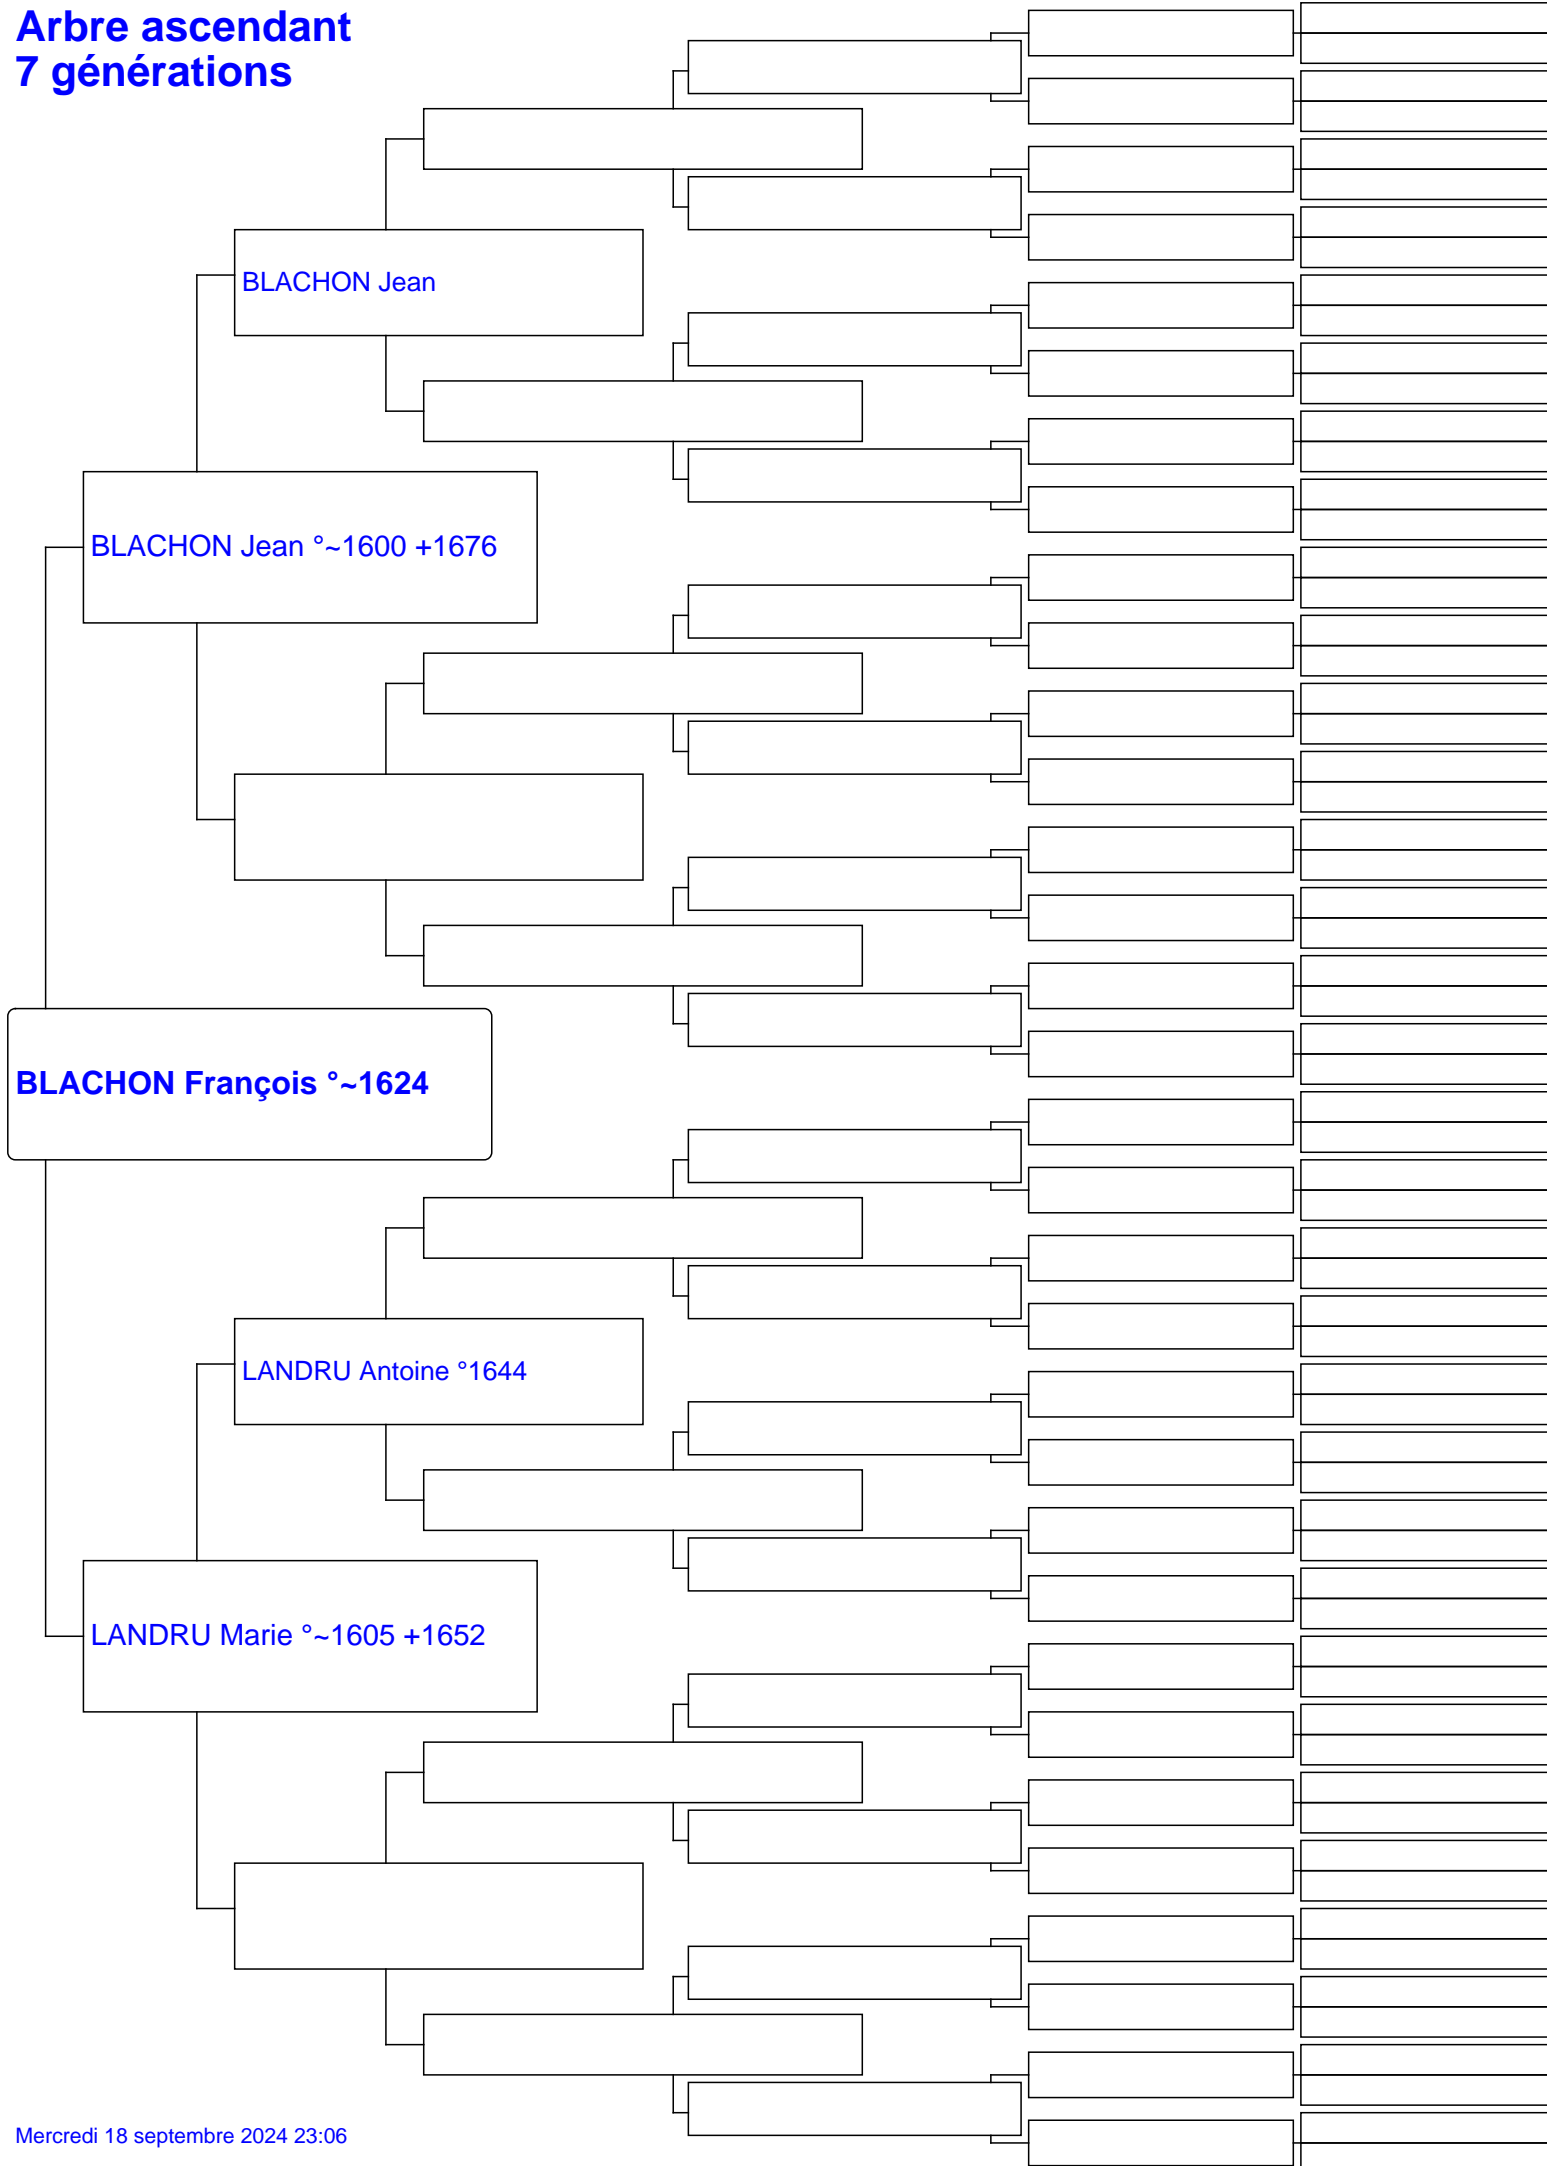 Arbre ascendant
7 générations
BLACHON Jean
BLACHON Jean °~1600 +1676
BLACHON François °~1624
LANDRU Antoine °1644
LANDRU Marie °~1605 +1652
Mercredi 18 septembre 2024 23:06